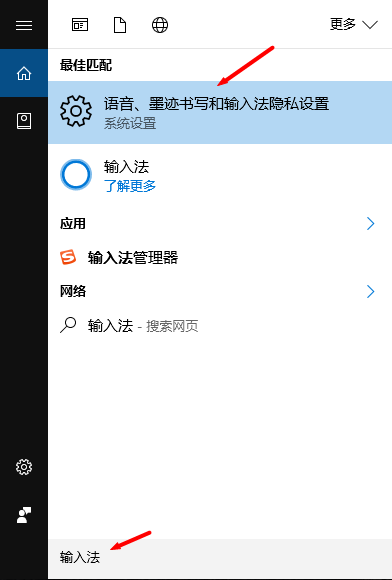 更多
最佳匹配
语音、墨迹书写和输入法隐私设置
系统设置
输入法
了解更多
应用
输入法管理器
网络
输入法 - 搜索网页
输入法